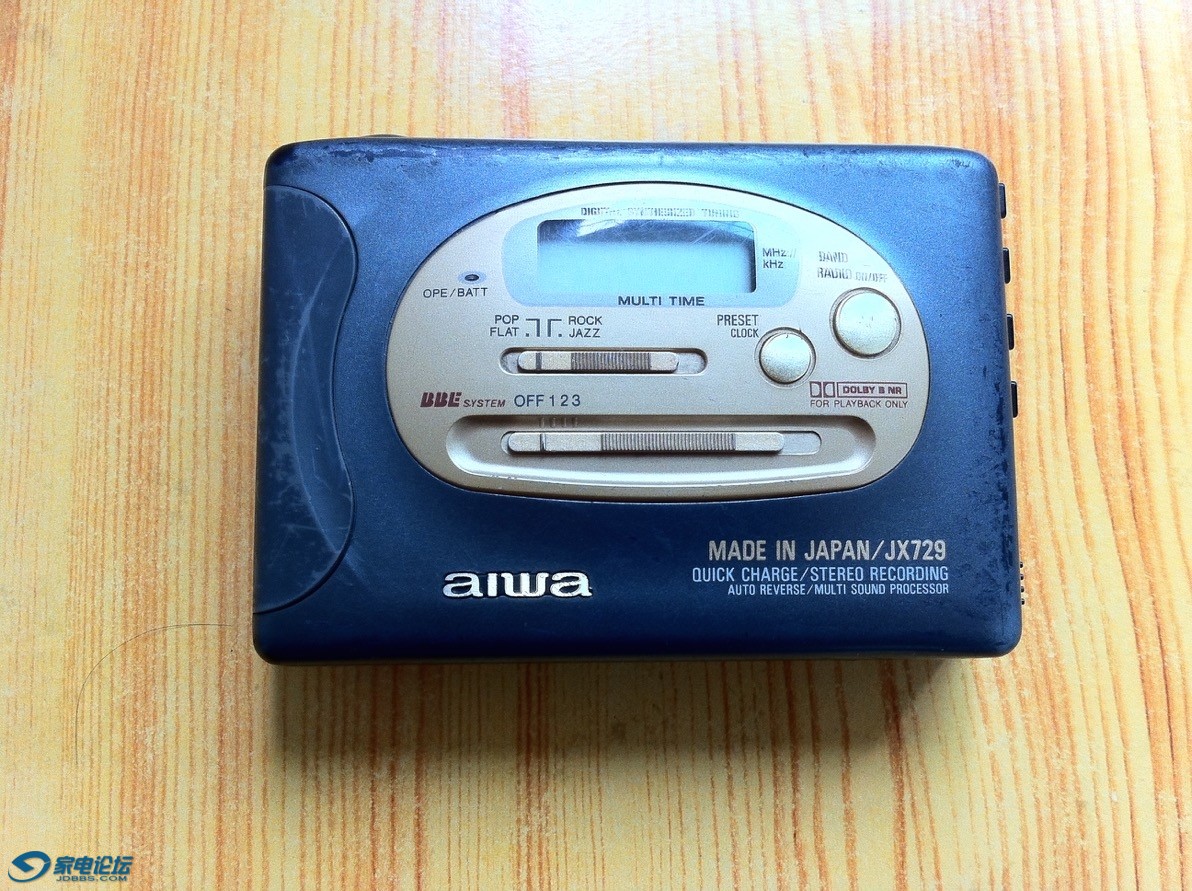 DIGITAL SYNTHESIZED TUNING
MHz
kHz
BAND
RADIO ON/OFF
OPE/BATT
MULTI TIME
POP
FLAT
ROCK
JAZZ
PRESET
CLOCK
BBE SYSTEM OFF 1 2 3
DOLBY B NR
FOR PLAYBACK ONLY
MADE IN JAPAN/JX729
QUICK CHARGE/STEREO RECORDING
AUTO REVERSE/MULTI SOUND PROCESSOR
aiwa
家电论坛
JDBBS.COM